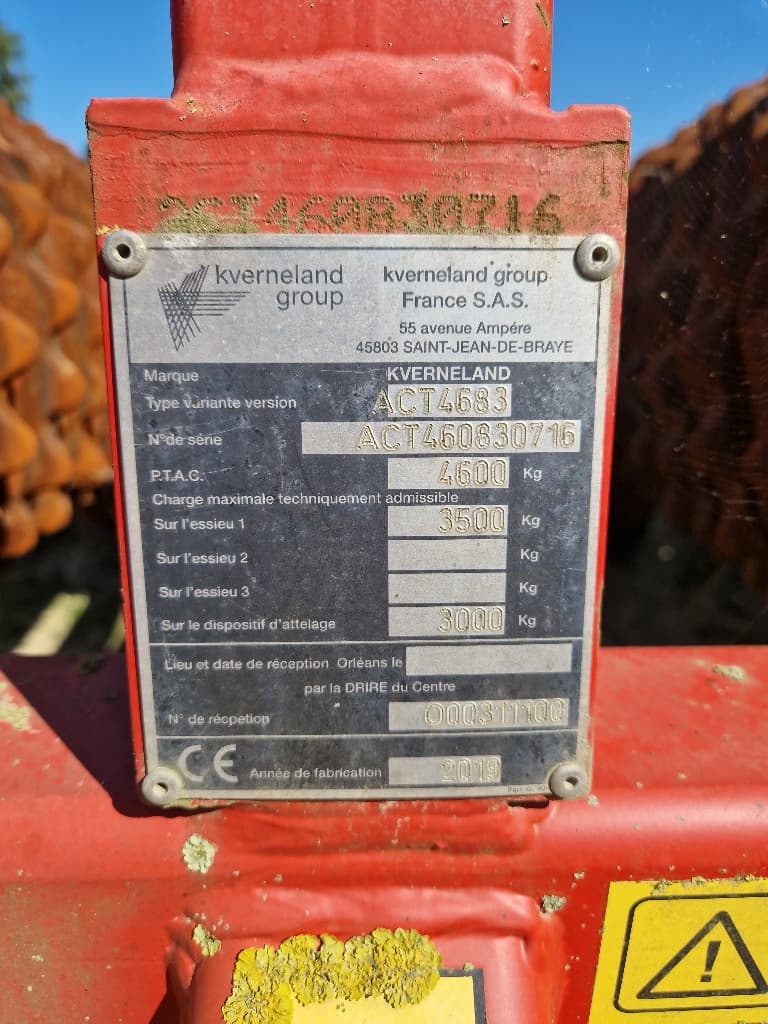 ACT460830716
kverneland group
kverneland group
France S.A.S.
55 avenue Ampére
45803 SAINT-JEAN-DE-BRAYE
Marque KVERNELAND
Type variante version ACT4683
N°de série ACT460830716
P.T.A.C. 4600 Kg
Charge maximale techniquement admissible
Sur l'essieu 1 3500 Kg
Sur l'essieu 2 Kg
Sur l'essieu 3 Kg
Sur le dispositif d'attelage 3000 Kg
Lieu et date de réception Orléans le
par la DRIRE du Centre
N° de récpetion 000311100
CE Année de fabrication 2019